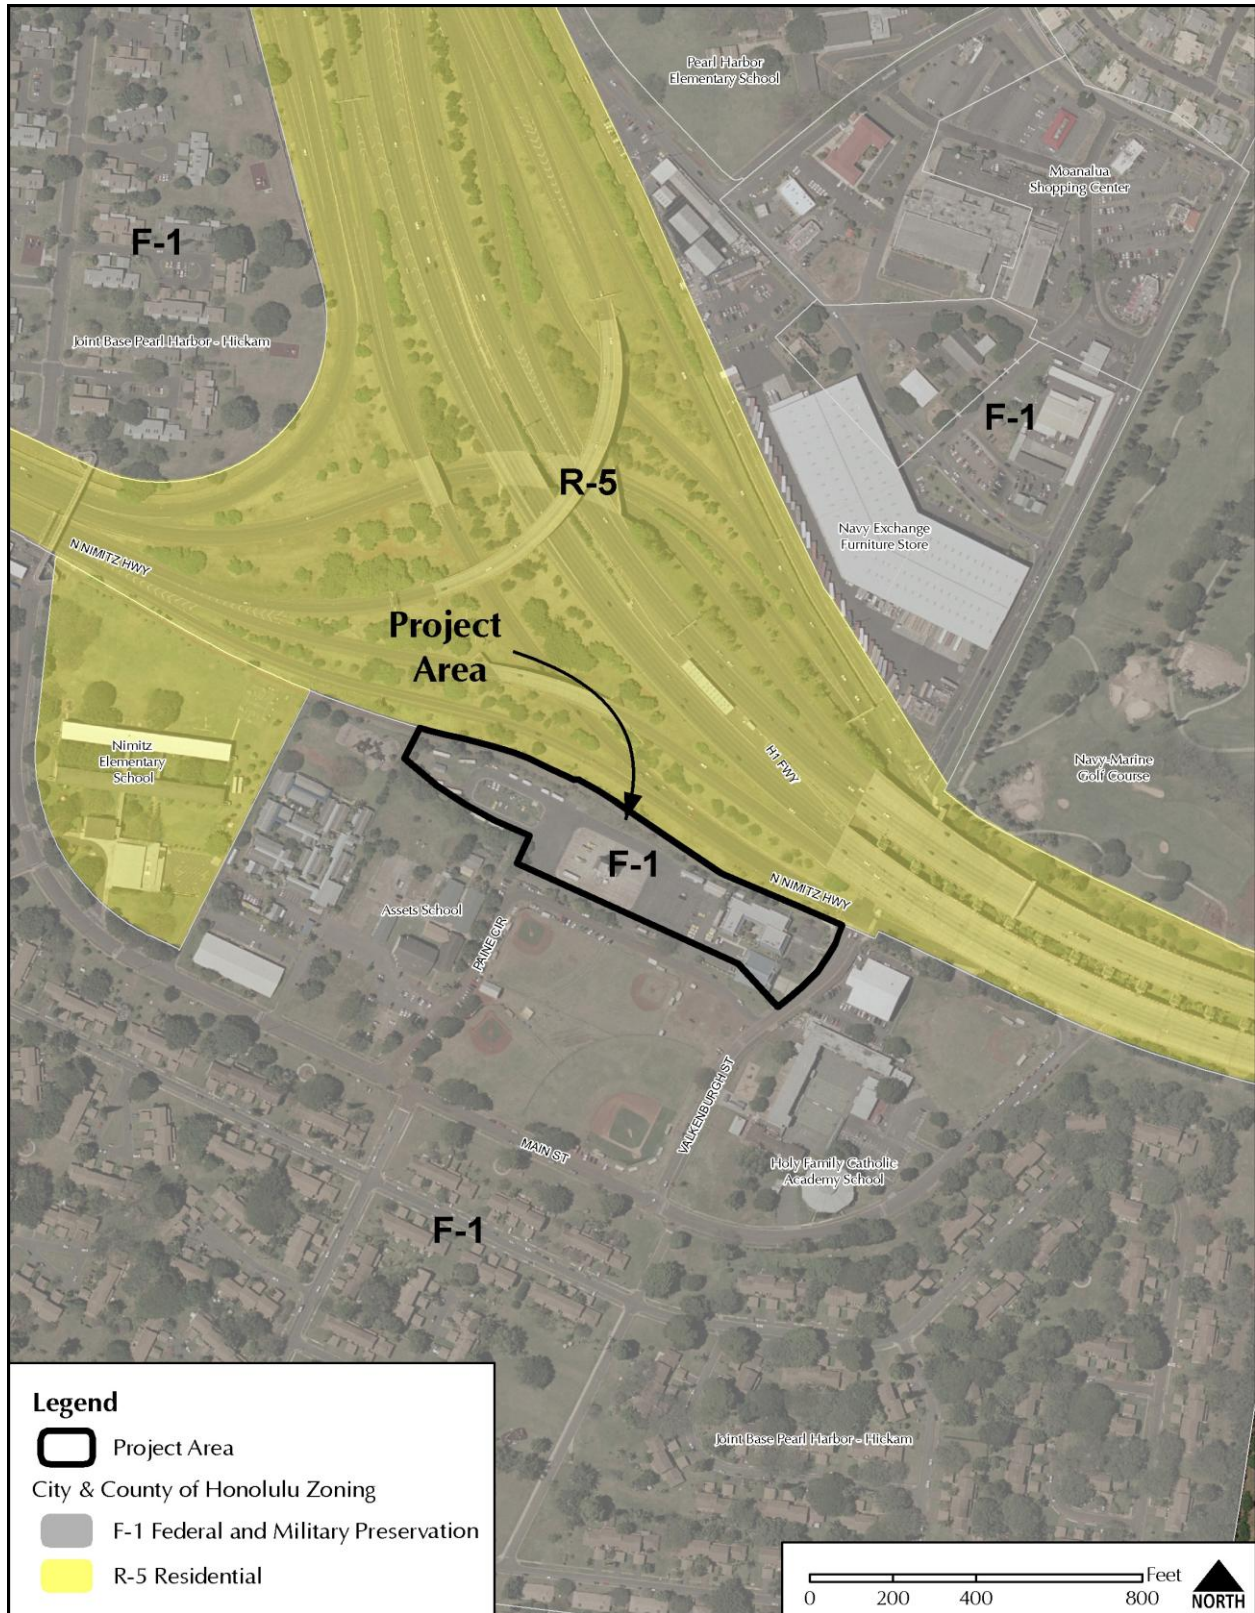 Pearl Harbor
Elementary School
Moanalua
Shopping Center
F-1
Joint Base Pearl Harbor - Hickam
F-1
R-5
Navy Exchange
Furniture Store
N NIMITZ HWY
Project
Area
Nimitz
Elementary
School
H1 FWY
Navy-Marine
Golf Course
F-1
N NIMITZ HWY
Assets School
PAINE CIR
VALKENBURGH ST
MAIN ST
Holy Family Catholic
Academy School
F-1
Joint Base Pearl Harbor - Hickam
Legend
Project Area
City & County of Honolulu Zoning
F-1 Federal and Military Preservation
R-5 Residential
Feet
0 200 400 800
NORTH